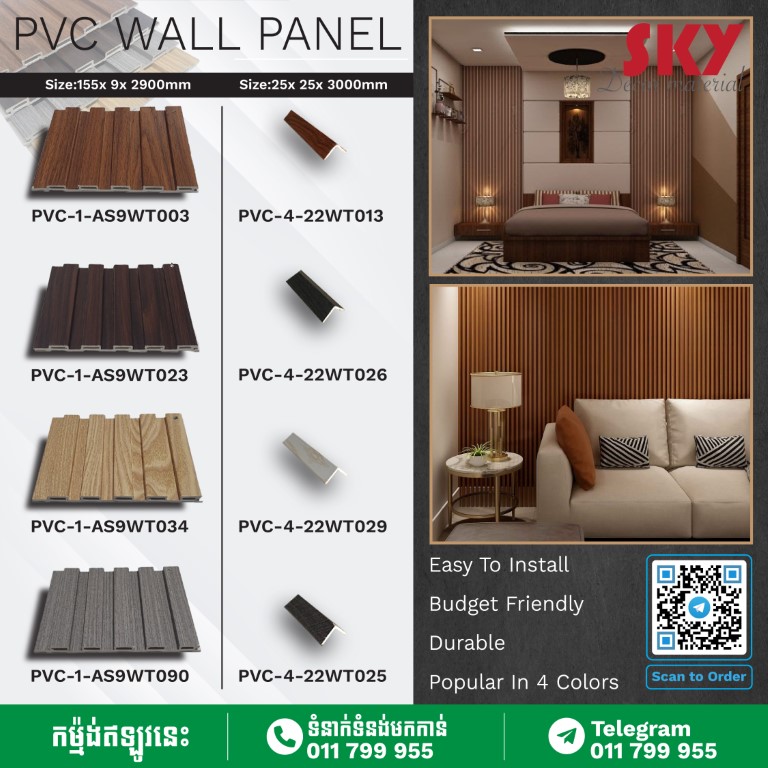 PVC WALL PANEL
Size:155x 9x 2900mm
Size:25x 25x 3000mm
PVC-1-AS9WT003
PVC-4-22WT013
PVC-1-AS9WT023
PVC-4-22WT026
PVC-1-AS9WT034
PVC-4-22WT029
PVC-1-AS9WT090
PVC-4-22WT025
SKY
Decor material
Easy To Install
Budget Friendly
Durable
Popular In 4 Colors
Scan to Order
កម្ម៉ង់ឥឡូវនេះ
ទំនាក់ទំនងមកកាន់
011 799 955
Telegram
011 799 955